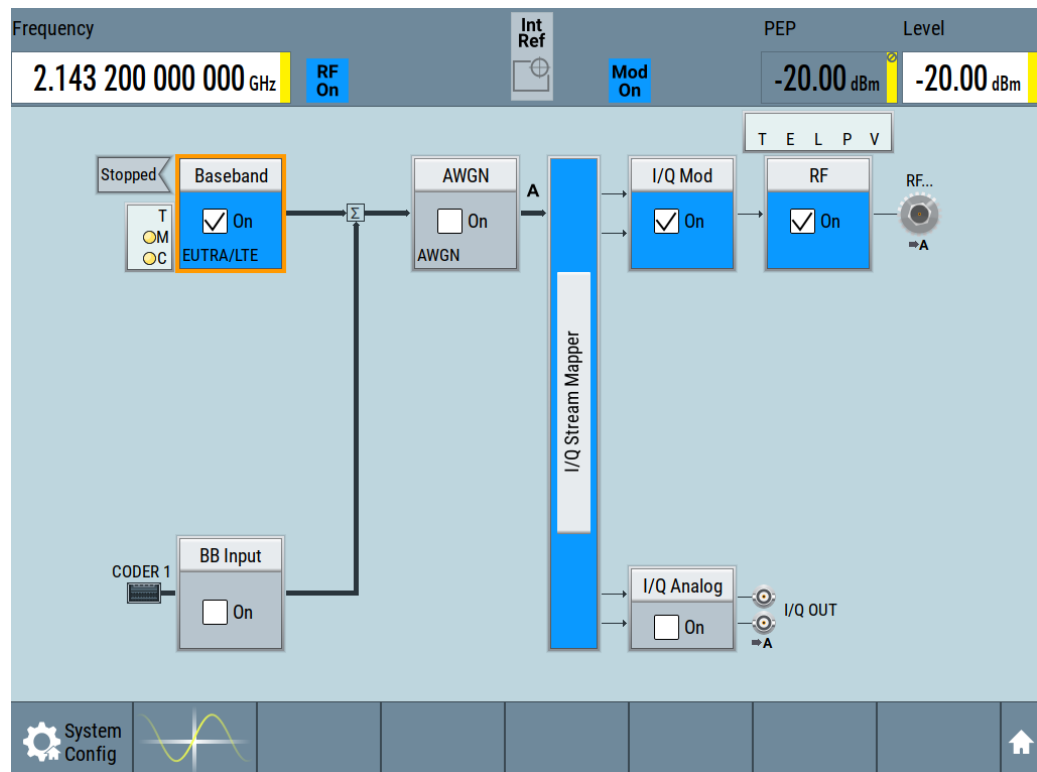 Frequency
Int
Ref
PEP
Level
2.143 200 000 000 GHz
RF
On
Mod
On
-20.00 dBm
-20.00 dBm
T E L P V
Stopped
Baseband
AWGN
I/Q Mod
RF
RF...
T
M
C
On
EUTRA/LTE
Σ
On
AWGN
A
On
On
⇒A
I/Q Stream Mapper
CODER 1
BB Input
On
I/Q Analog
On
I/Q OUT
⇒A
System
Config